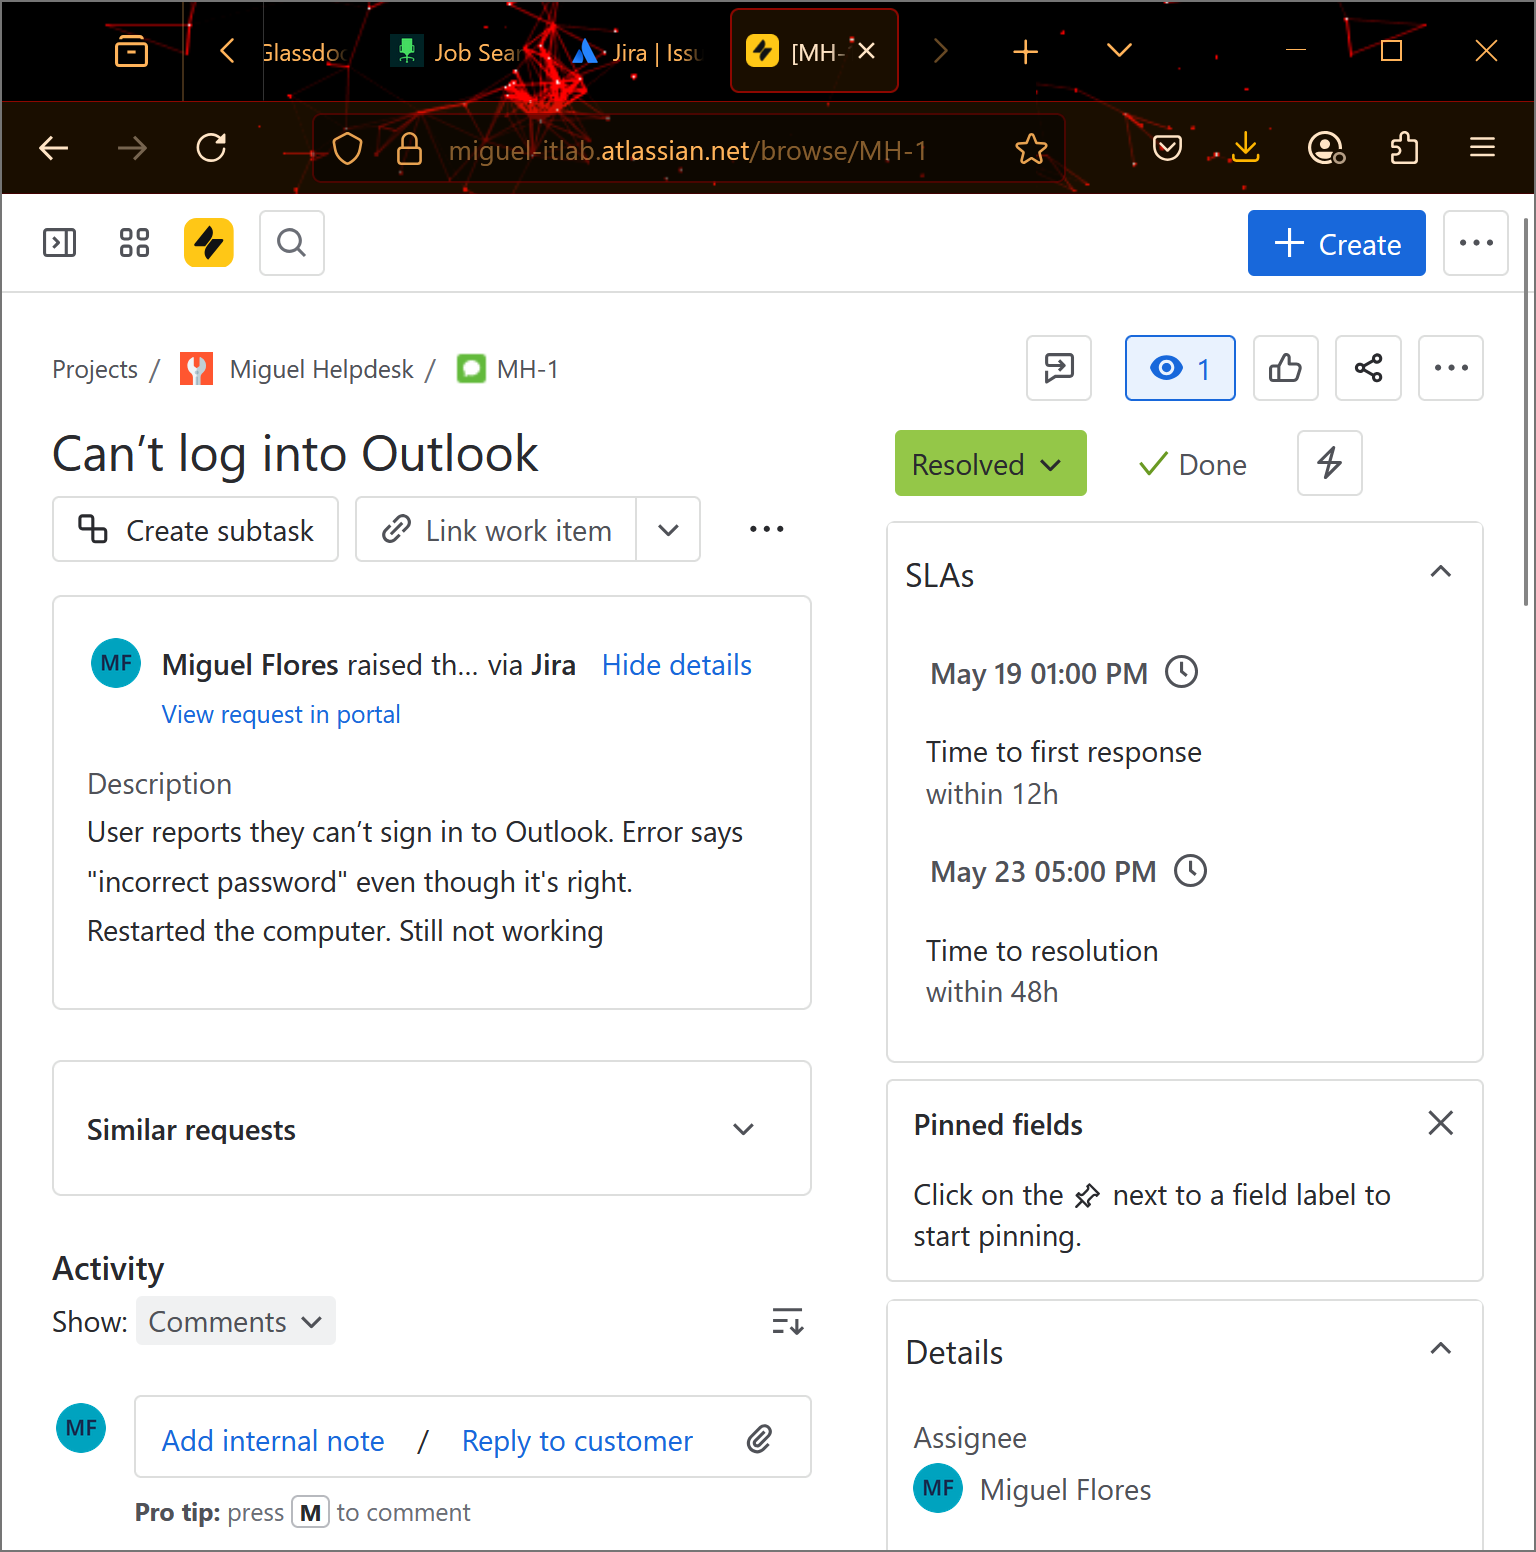 Glassdoc
Job Sear
Jira | Issu
[MH-
miguel-itlab.atlassian.net/browse/MH-1
Create
Projects / Miguel Helpdesk / MH-1
1
Can’t log into Outlook
Resolved
Done
Create subtask
Link work item
SLAs
MF
Miguel Flores raised th... via Jira Hide details
View request in portal
May 19 01:00 PM
Time to first response
within 12h
Description
User reports they can’t sign in to Outlook. Error says
"incorrect password" even though it's right.
Restarted the computer. Still not working
May 23 05:00 PM
Time to resolution
within 48h
Similar requests
Pinned fields
Click on the next to a field label to
start pinning.
Activity
Show: Comments
Details
MF
Add internal note / Reply to customer
Pro tip: press M to comment
Assignee
MF
Miguel Flores